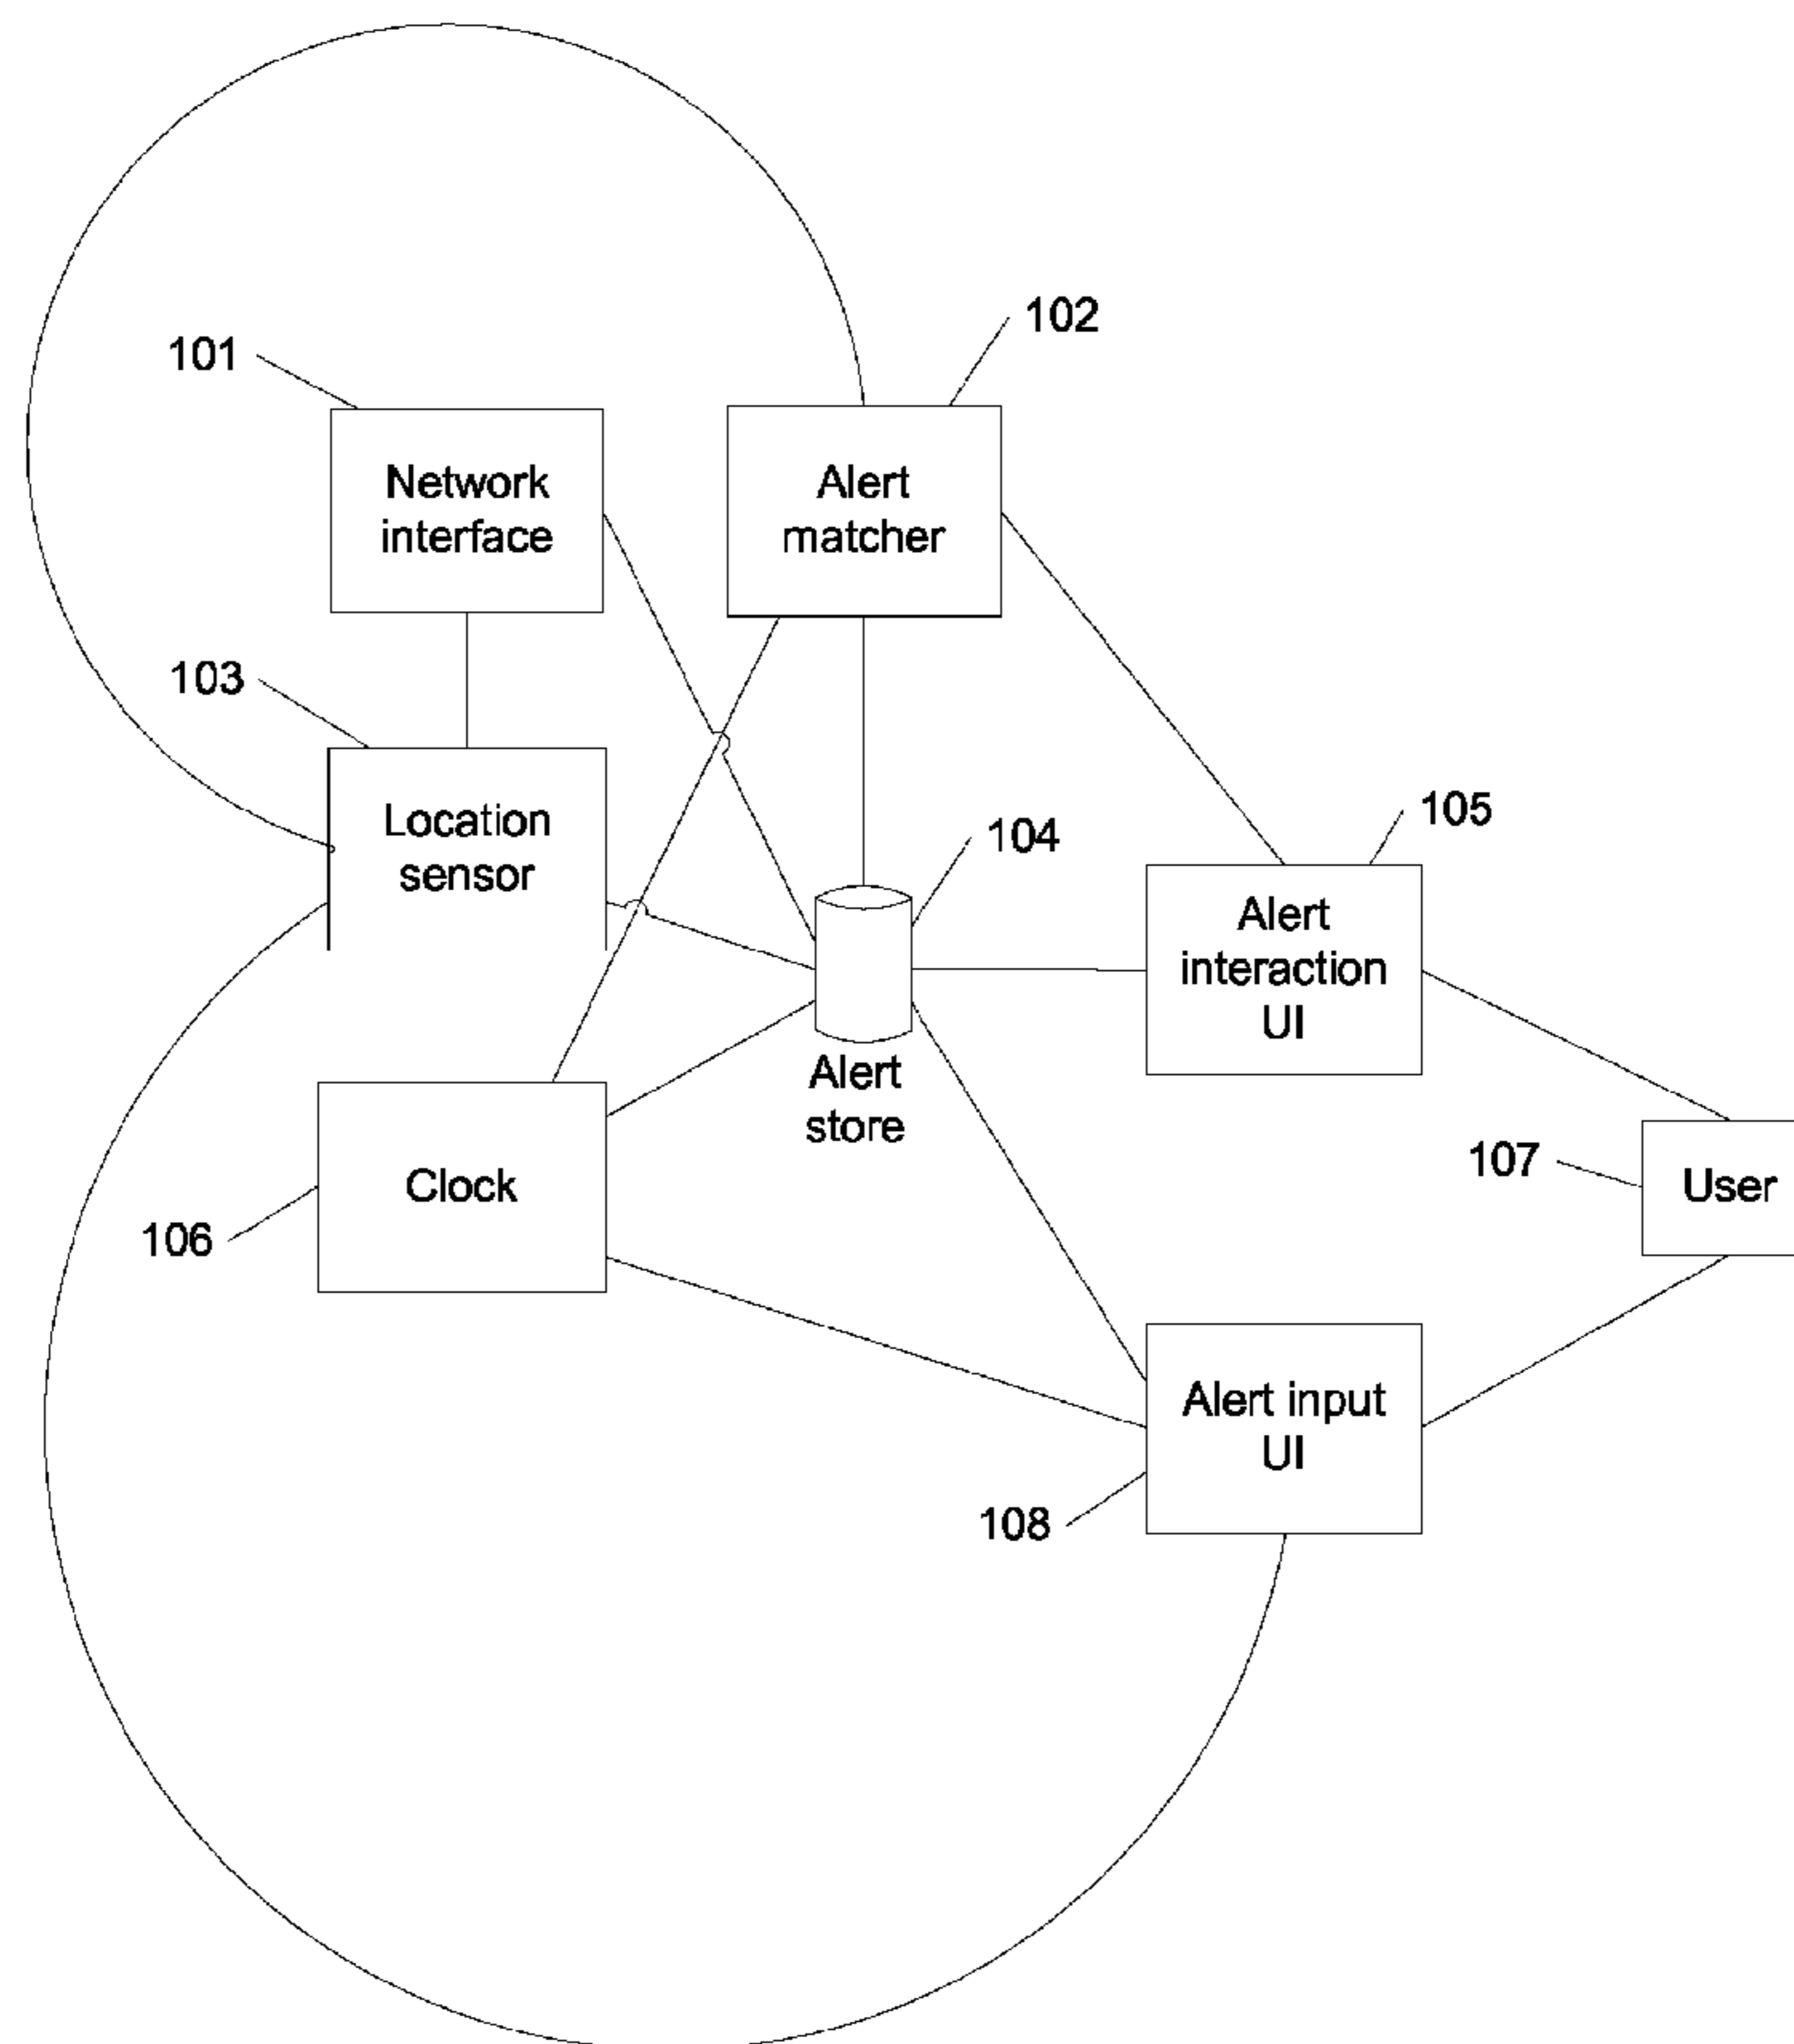 102
101
Network
interface
Alert
matcher
103
Location
sensor
104
105
Alert
interaction
UI
Alert
store
107
User
Clock
106
Alert input
UI
108